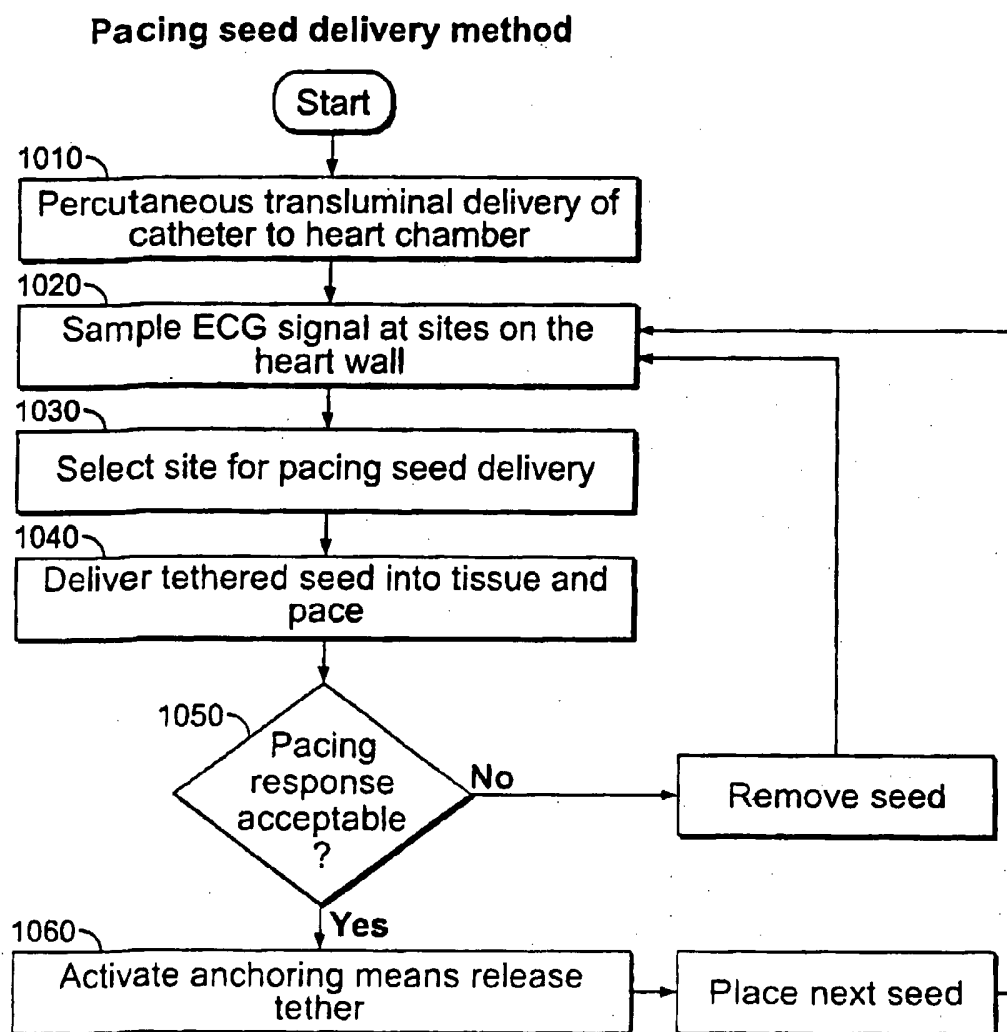 Pacing seed delivery method
Start
1010
Percutaneous transluminal delivery of
catheter to heart chamber
1020
Sample ECG signal at sites on the
heart wall
1030
Select site for pacing seed delivery
1040
Deliver tethered seed into tissue and
pace
1050
Pacing
response
acceptable
?
No
Remove seed
Yes
1060
Activate anchoring means release
tether
Place next seed